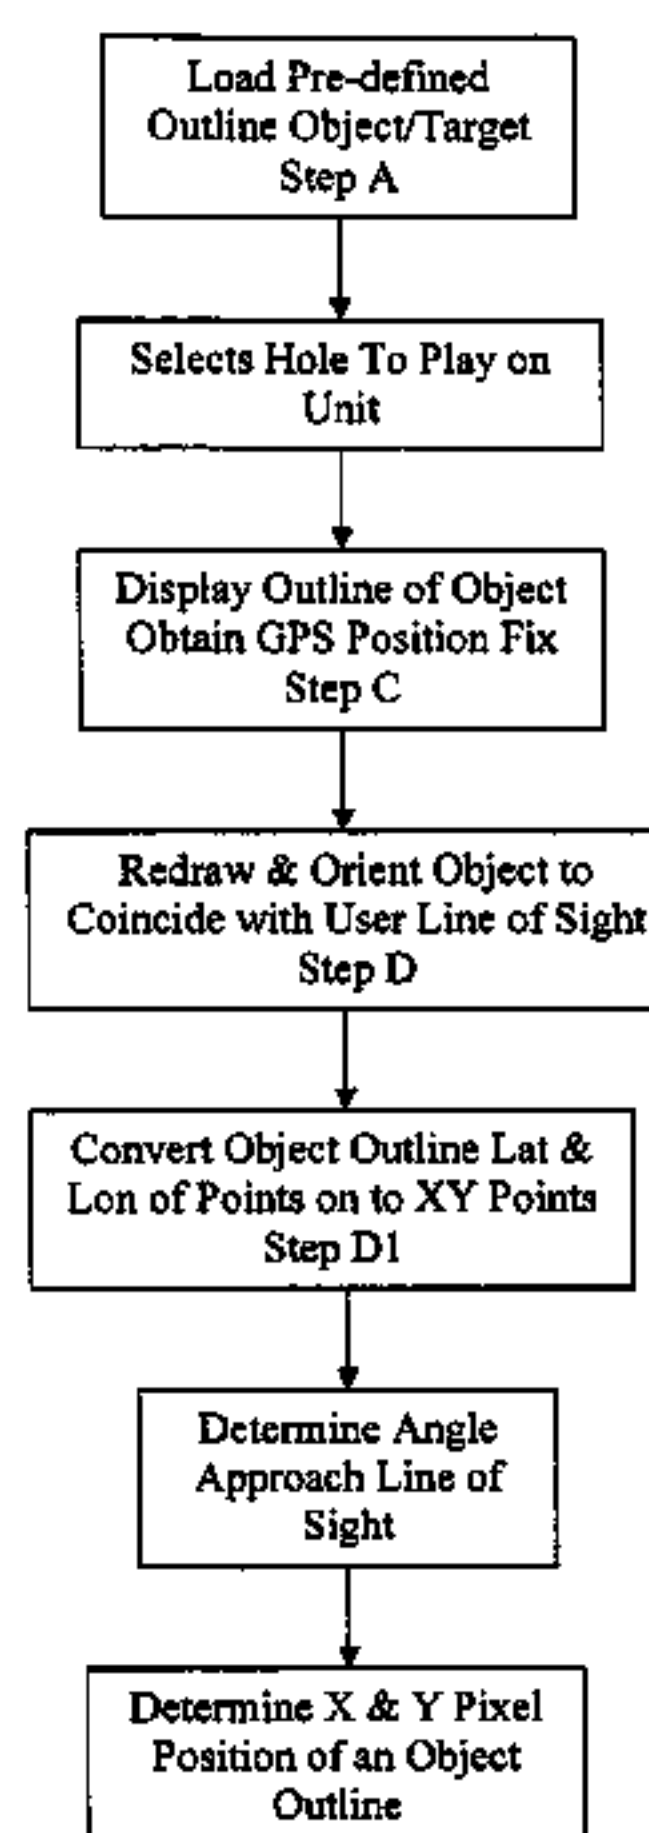 Load Pre-defined
Outline Object/Target
Step A
Selects Hole To Play on
Unit
Display Outline of Object
Obtain GPS Position Fix
Step C
Redraw & Orient Object to
Coincide with User Line of Sight
Step D
Convert Object Outline Lat &
Lon of Points on to XY Points
Step D1
Determine Angle
Approach Line of
Sight
Determine X & Y Pixel
Position of an Object
Outline